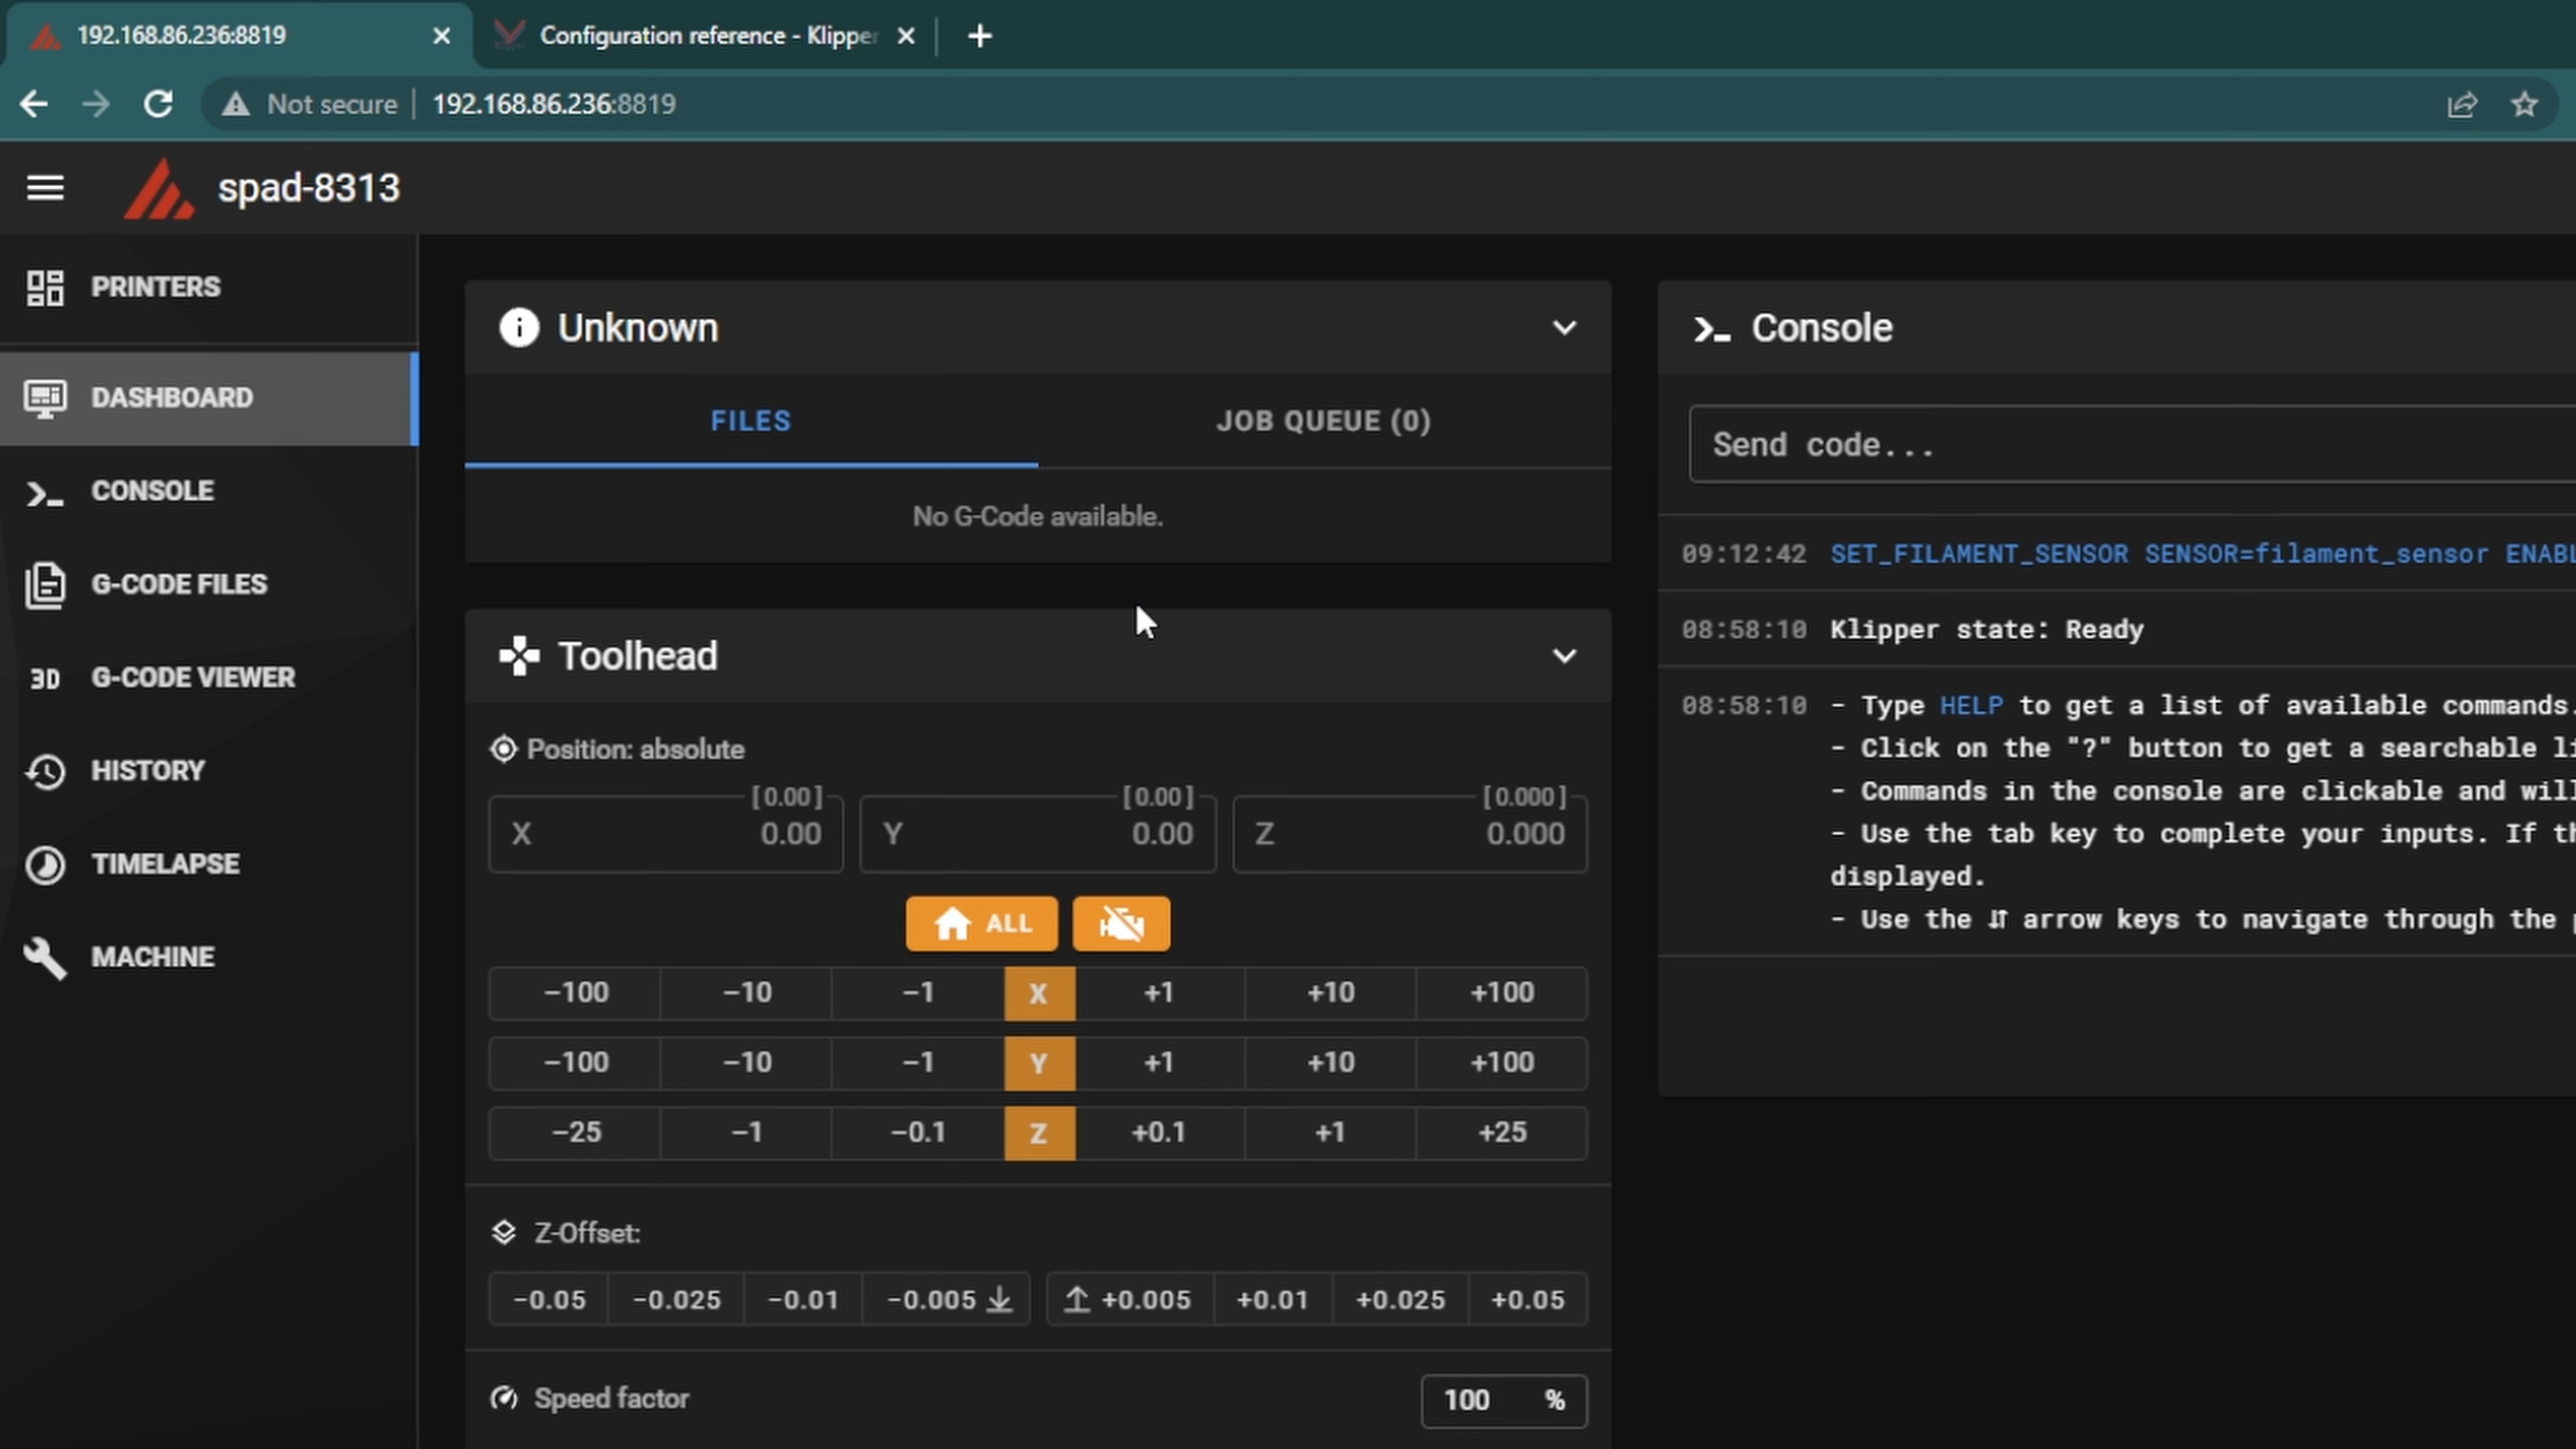 192.168.86.236:8819
Configuration reference - Klipper
Not secure
192.168.86.236:8819
spad-8313
PRINTERS
DASHBOARD
CONSOLE
G-CODE FILES
3D G-CODE VIEWER
HISTORY
TIMELAPSE
MACHINE
Unknown
FILES
JOB QUEUE (0)
No G-Code available.
Toolhead
Position: absolute
[0.00] [0.00] [0.000]
X 0.00 Y 0.00 Z 0.000
ALL
-100 -10 -1 X +1 +10 +100
-100 -10 -1 Y +1 +10 +100
-25 -1 -0.1 Z +0.1 +1 +25
Z-Offset:
-0.05 -0.025 -0.01 -0.005 +0.005 +0.01 +0.025 +0.05
Speed factor
100 %
Console
Send code...
09:12:42 SET_FILAMENT_SENSOR SENSOR=filament_sensor
08:58:10 Klipper state: Ready
08:58:10 - Type HELP to get a list of available commands.
- Click on the "?" button to get a searchable
- Commands in the console are clickable and
- Use the tab key to complete your inputs. If
displayed.
- Use the ⇵ arrow keys to navigate through the